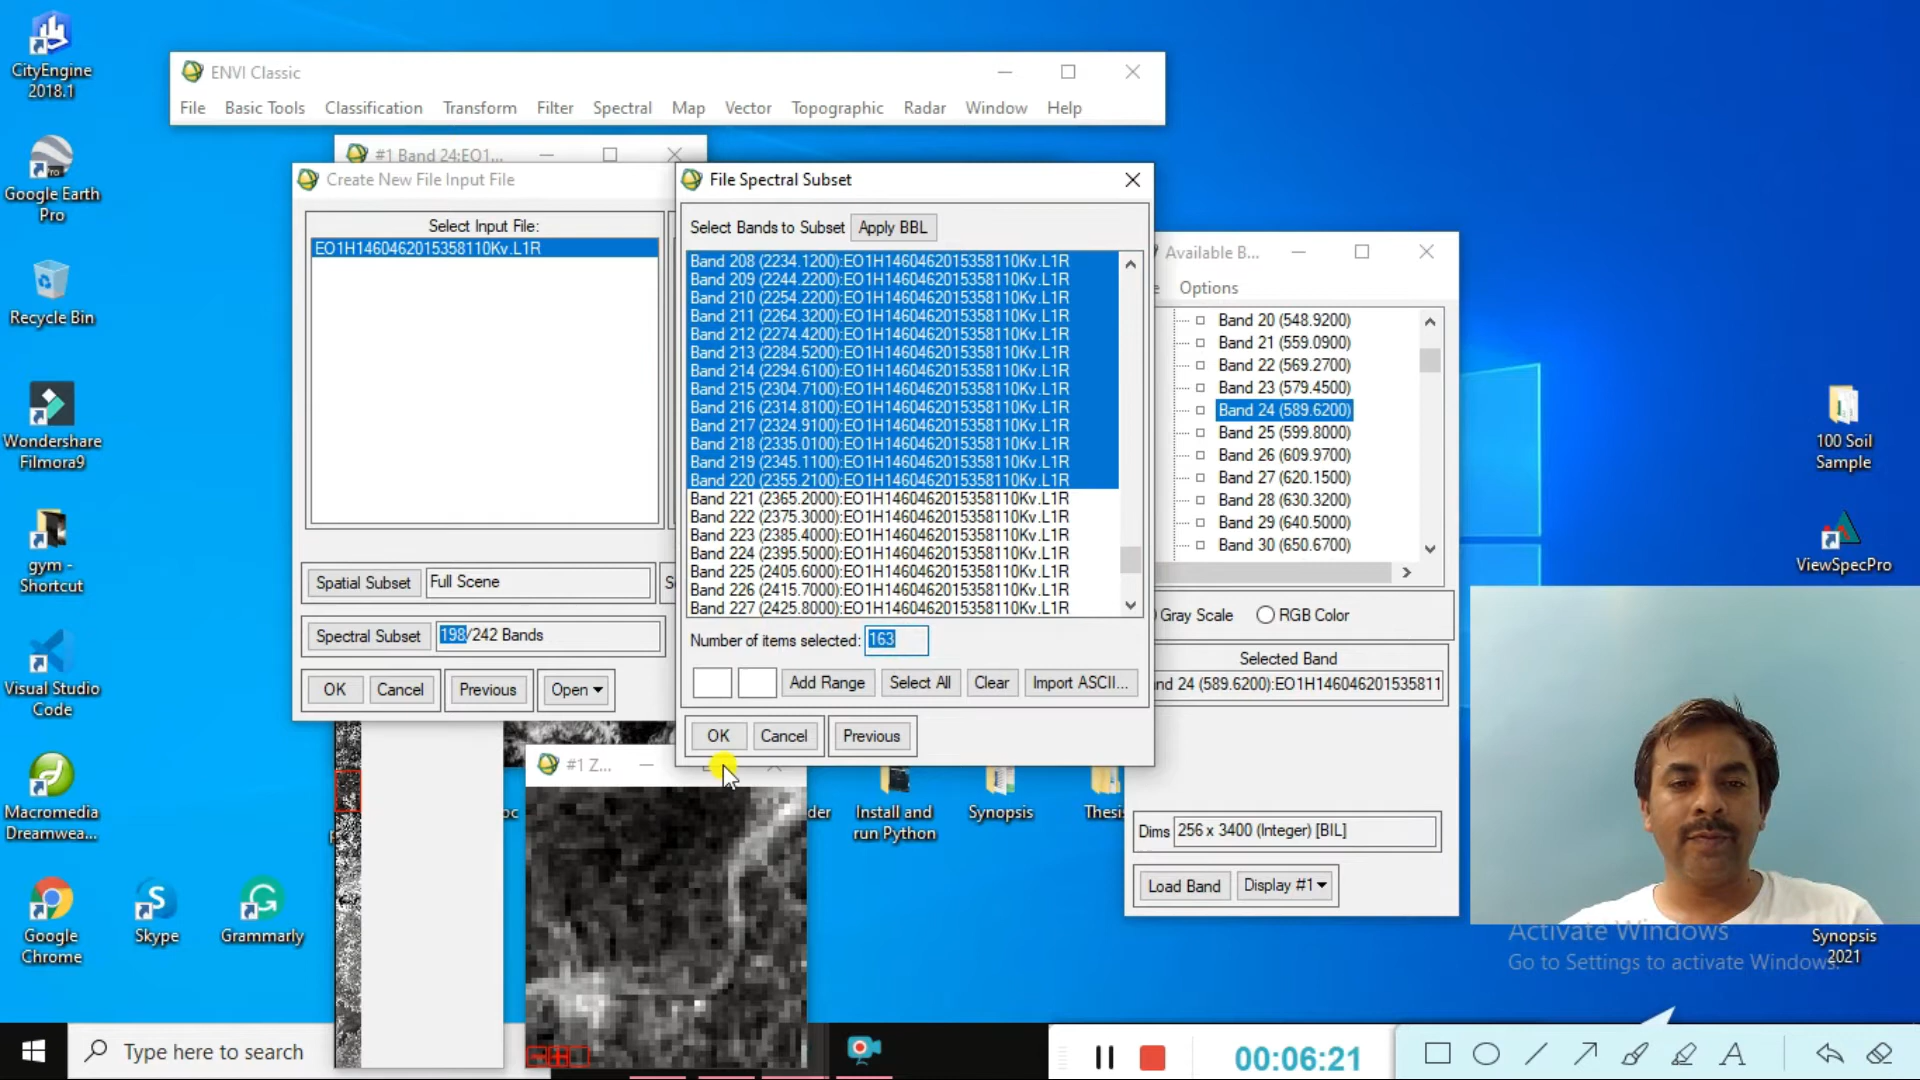 CityEngine
2018.1
Google Earth
Pro
Recycle Bin
Wondershare
Filmora9
gym -
Shortcut
Visual Studio
Code
Macromedia
Dreamwea...
Google
Chrome
Skype
Grammarly
ENVI Classic
File Basic Tools Classification Transform Filter Spectral Map Vector Topographic Radar Window Help
#1 Band 24:EO1...
Create New File Input File
Select Input File:
EO1H1460462015358110Kv.L1R
Spatial Subset Full Scene
Spectral Subset 198/242 Bands
OK Cancel Previous Open
File Spectral Subset
Select Bands to Subset Apply BBL
Band 208 (2234.1200):EO1H1460462015358110Kv.L1R
Band 209 (2244.2200):EO1H1460462015358110Kv.L1R
Band 210 (2254.2200):EO1H1460462015358110Kv.L1R
Band 211 (2264.3200):EO1H1460462015358110Kv.L1R
Band 212 (2274.4200):EO1H1460462015358110Kv.L1R
Band 213 (2284.5200):EO1H1460462015358110Kv.L1R
Band 214 (2294.6100):EO1H1460462015358110Kv.L1R
Band 215 (2304.7100):EO1H1460462015358110Kv.L1R
Band 216 (2314.8100):EO1H1460462015358110Kv.L1R
Band 217 (2324.9100):EO1H1460462015358110Kv.L1R
Band 218 (2335.0100):EO1H1460462015358110Kv.L1R
Band 219 (2345.1100):EO1H1460462015358110Kv.L1R
Band 220 (2355.2100):EO1H1460462015358110Kv.L1R
Band 221 (2365.2000):EO1H1460462015358110Kv.L1R
Band 222 (2375.3000):EO1H1460462015358110Kv.L1R
Band 223 (2385.4000):EO1H1460462015358110Kv.L1R
Band 224 (2395.5000):EO1H1460462015358110Kv.L1R
Band 225 (2405.6000):EO1H1460462015358110Kv.L1R
Band 226 (2415.7000):EO1H1460462015358110Kv.L1R
Band 227 (2425.8000):EO1H1460462015358110Kv.L1R
Number of items selected: 163
Add Range Select All Clear Import ASCII...
OK Cancel Previous
#1 Z...
Available B...
Options
Band 20 (548.9200)
Band 21 (559.0900)
Band 22 (569.2700)
Band 23 (579.4500)
Band 24 (589.6200)
Band 25 (599.8000)
Band 26 (609.9700)
Band 27 (620.1500)
Band 28 (630.3200)
Band 29 (640.5000)
Band 30 (650.6700)
Gray Scale RGB Color
Selected Band
nd 24 (589.6200):EO1H146046201535811
Dims 256 x 3400 (Integer) [BIL]
Load Band Display #1
Install and
run Python
Synopsis
Thesi
100 Soil
Sample
ViewSpecPro
Synopsis
2021
Activate Windows
Go to Settings to activate Windows.
Type here to search
00:06:21